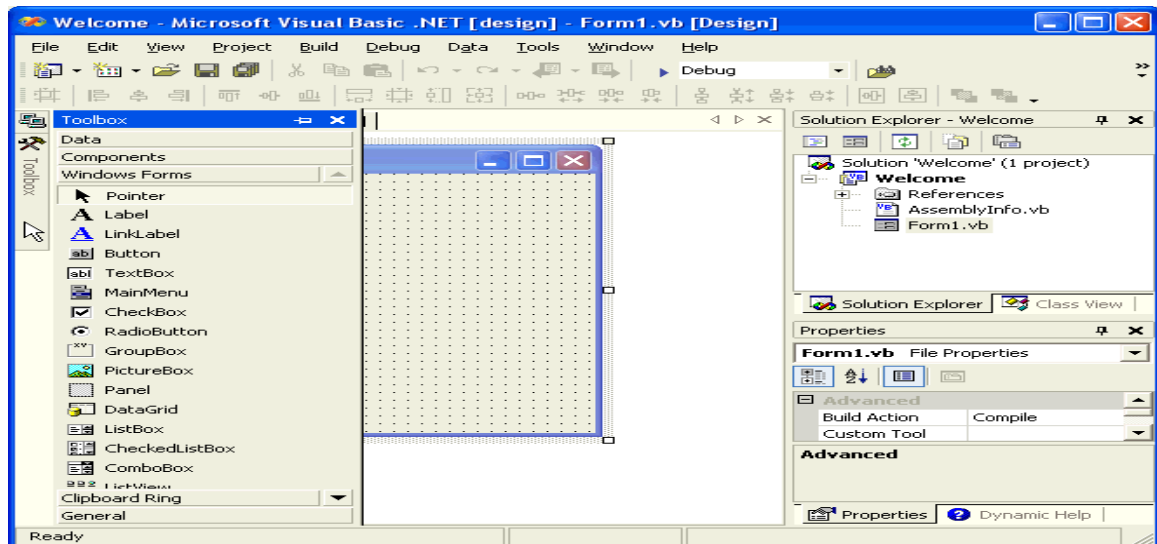 Welcome - Microsoft Visual Basic .NET [design] - Form1.vb [Design]
File Edit View Project Build Debug Data Tools Window Help
Debug
Toolbox
Toolbox
Data
Components
Windows Forms
Pointer
Label
LinkLabel
Button
TextBox
MainMenu
CheckBox
RadioButton
GroupBox
PictureBox
Panel
DataGrid
ListBox
CheckedListBox
ComboBox
ListView
Clipboard Ring
General
Solution Explorer - Welcome
Solution 'Welcome' (1 project)
Welcome
References
AssemblyInfo.vb
Form1.vb
Solution Explorer Class View
Properties
Form1.vb File Properties
Advanced
Build Action Compile
Custom Tool
Advanced
Properties Dynamic Help
Ready